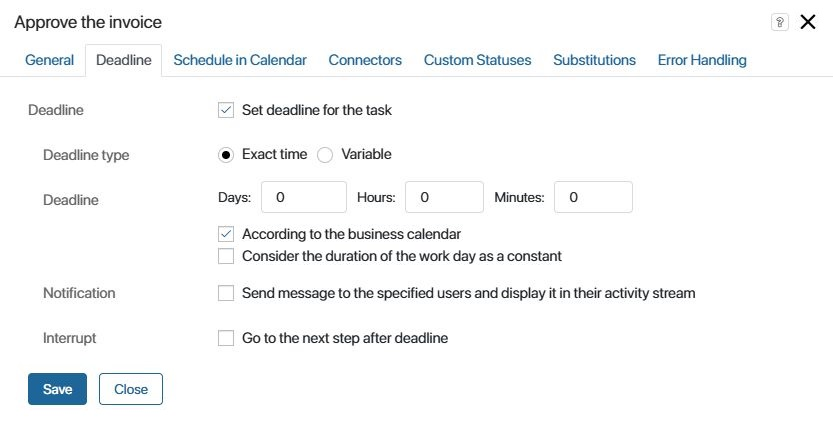 Approve the invoice ?
General Deadline Schedule in Calendar Connectors Custom Statuses Substitutions Error Handling
Deadline Set deadline for the task
Deadline type Exact time Variable
Deadline Days: 0 Hours: 0 Minutes: 0
According to the business calendar
Consider the duration of the work day as a constant
Notification Send message to the specified users and display it in their activity stream
Interrupt Go to the next step after deadline
Save Close